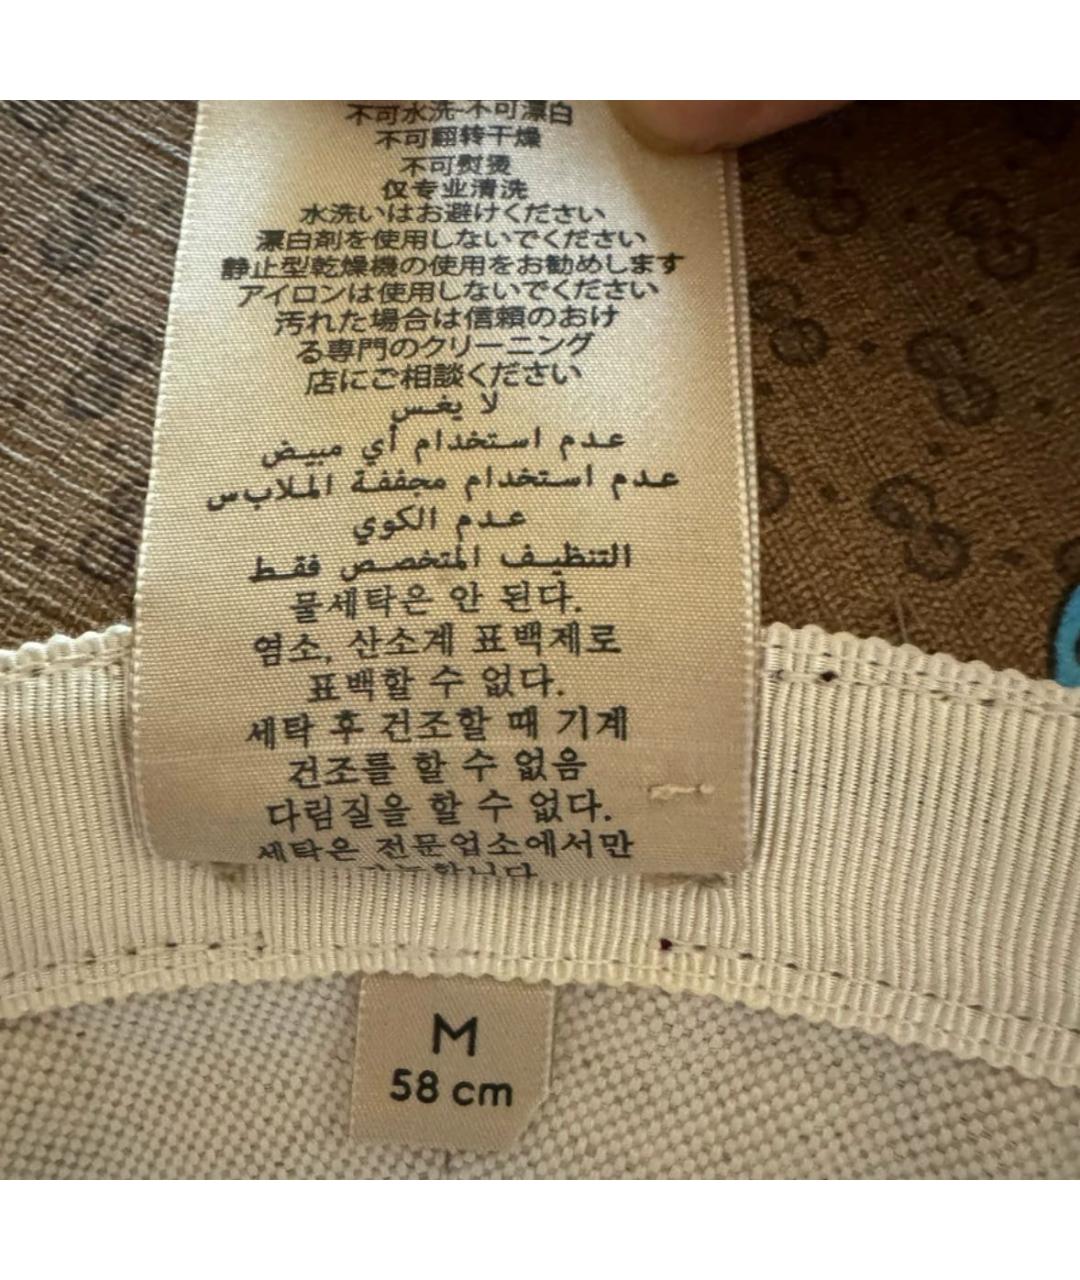 不可水洗-不可漂白
不可翻转干燥
不可熨烫
仅专业清洗
水洗いはお避けください
漂白剤を使用しないでください
静止型乾燥機の使用をお勧めします
アイロンは使用しないでください
汚れた場合は信頼のおけ
る専門のクリーニング
店にご相談ください
لا يغس
عدم استخدام أي مبيض
عدم استخدام مجففة الملابس
عدم الكوي
التنظيف المتخصص فقط
물세탁은 안 된다.
염소, 산소계 표백제로
표백할 수 없다.
세탁 후 건조할 때 기계
건조를 할 수 없음
다림질을 할 수 없다.
세탁은 전문업소에서만
가능합니다
M
58 cm